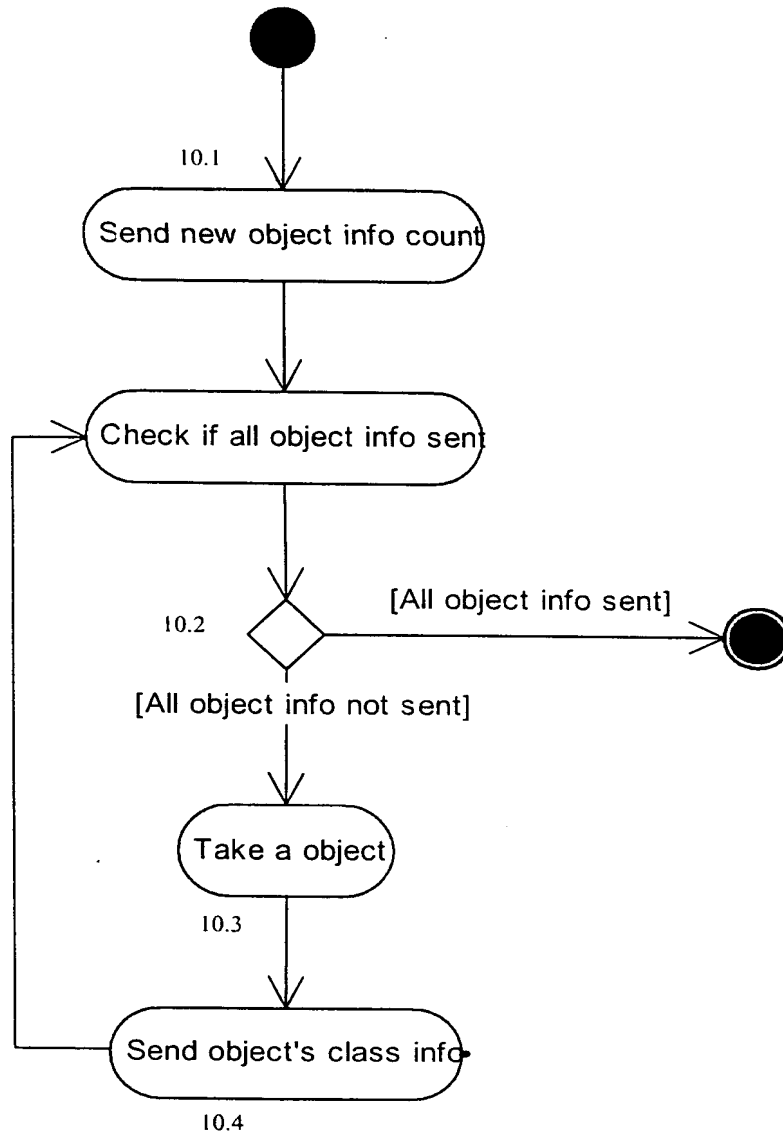 10.1
Send new object info count
Check if all object info sent
[All object info sent]
10.2
[All object info not sent]
Take a object
10.3
Send object's class info
10.4